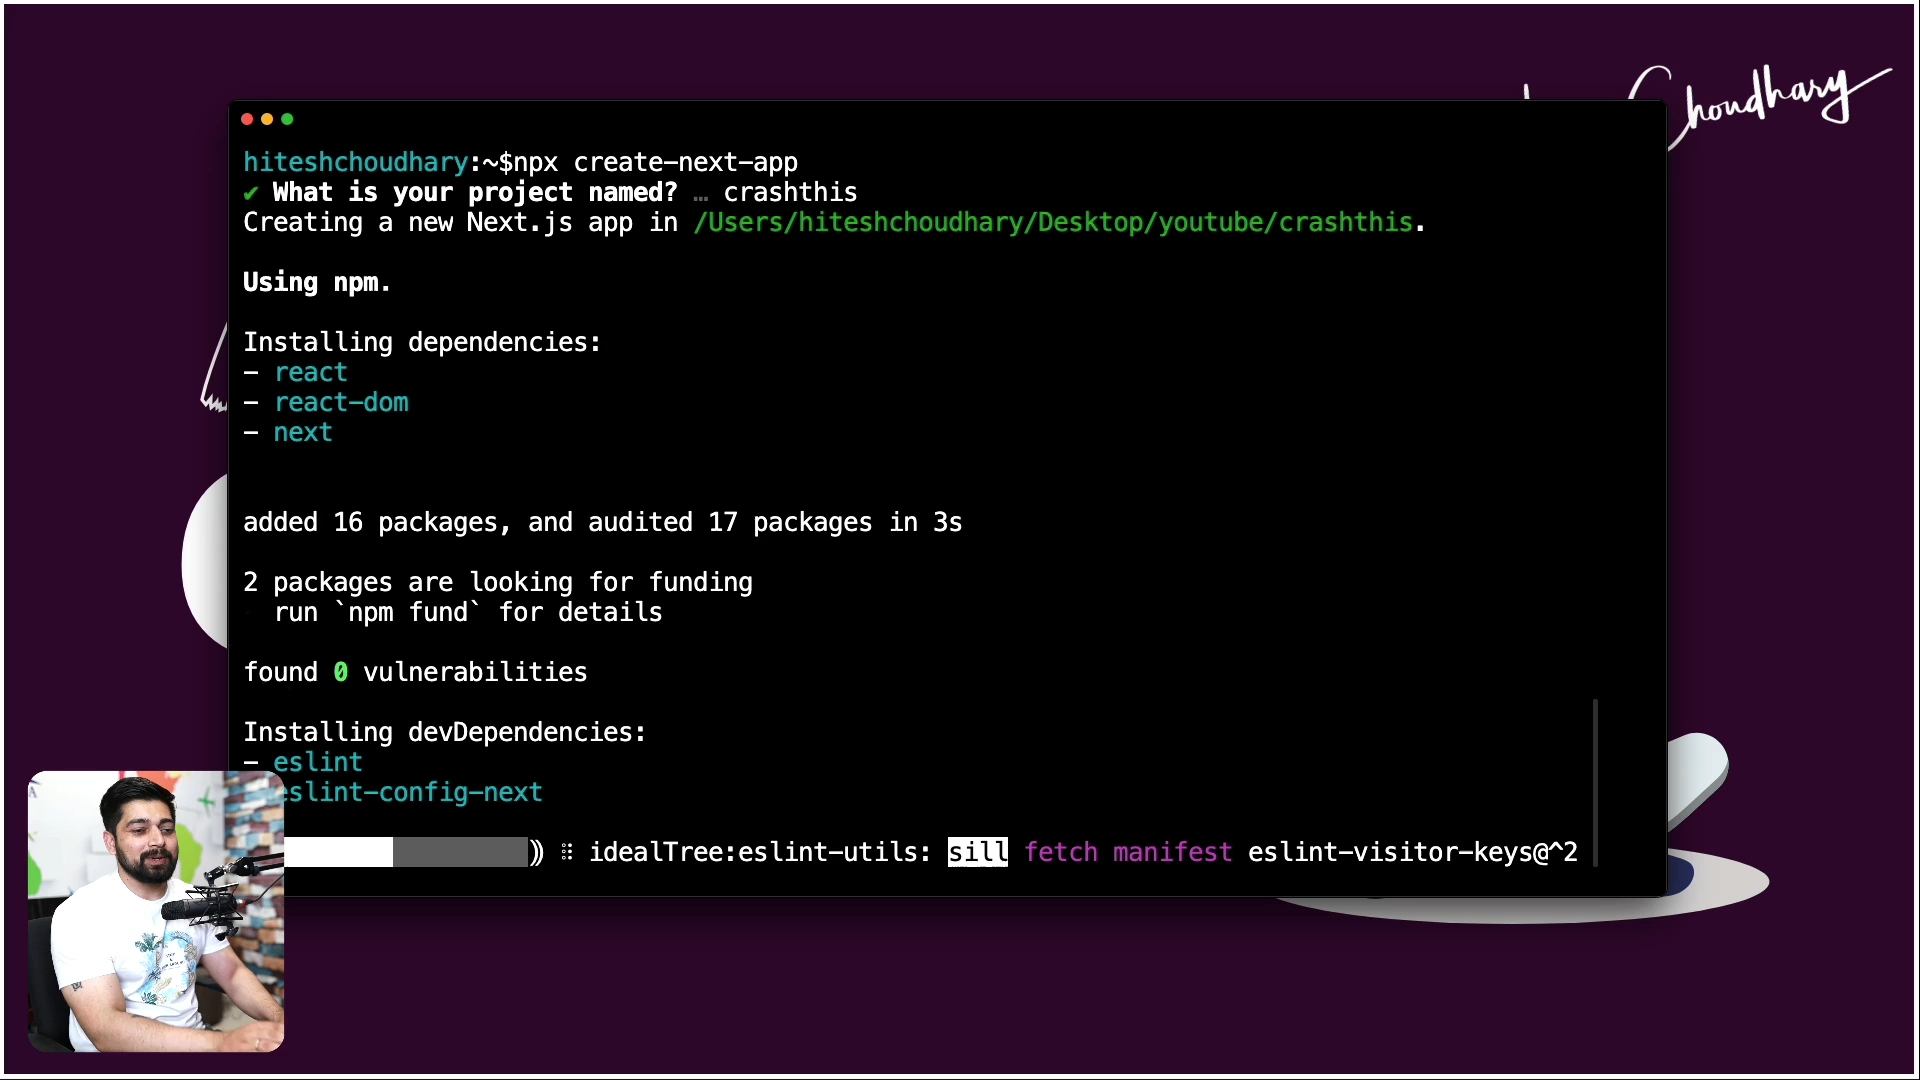 Choudhary
hiteshchoudhary:~$npx create-next-app
✔ What is your project named? … crashthis
Creating a new Next.js app in /Users/hiteshchoudhary/Desktop/youtube/crashthis.
Using npm.
Installing dependencies:
- react
- react-dom
- next
added 16 packages, and audited 17 packages in 3s
2 packages are looking for funding
run `npm fund` for details
found 0 vulnerabilities
Installing devDependencies:
- eslint
eslint-config-next
) ⠿ idealTree:eslint-utils: sill fetch manifest eslint-visitor-keys@^2